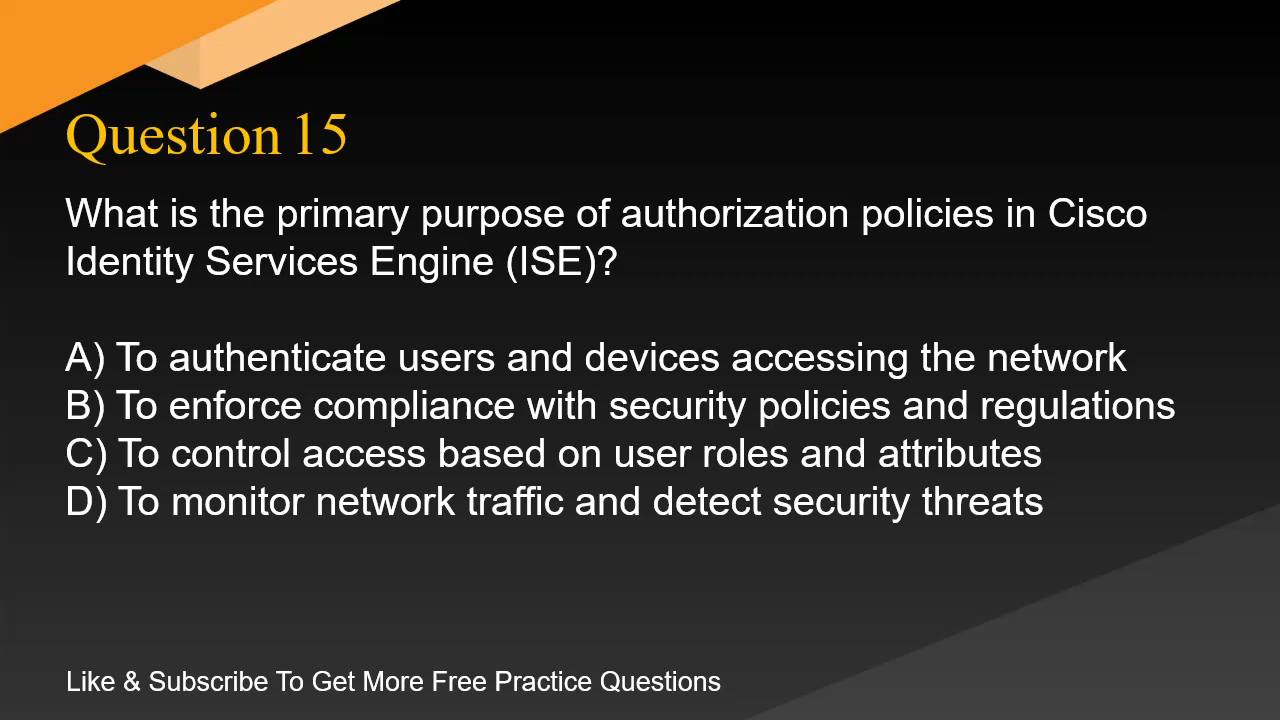 Question 15
What is the primary purpose of authorization policies in Cisco
Identity Services Engine (ISE)?
A) To authenticate users and devices accessing the network
B) To enforce compliance with security policies and regulations
C) To control access based on user roles and attributes
D) To monitor network traffic and detect security threats
Like & Subscribe To Get More Free Practice Questions